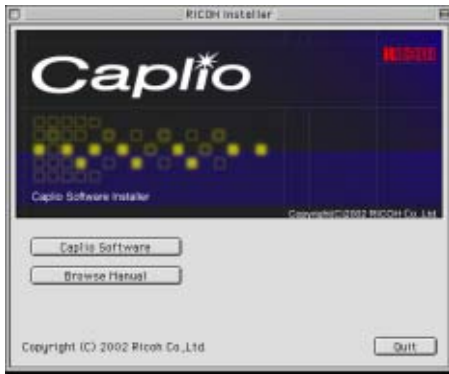 RICOH Installer
Caplio
RICOH
Caplio Software Installer
Copyright(C)2002 RICOH Co., Ltd.
Caplio Software
Browse Manual
Copyright (C) 2002 Ricoh Co.,Ltd.
Quit